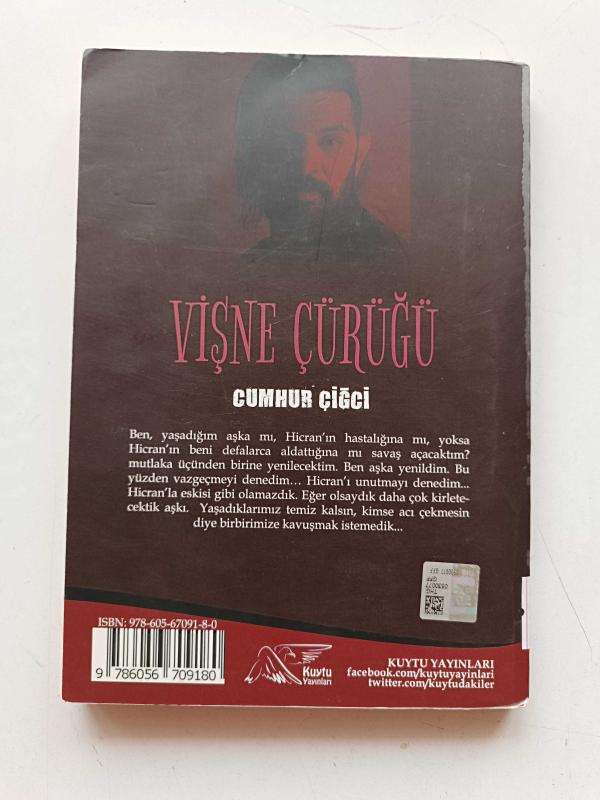 VİŞNE ÇÜRÜĞÜ
CUMHUR ÇİĞCİ
Ben, yaşadığım aşka mı, Hicran'ın hastalığına mı, yoksa
Hicran'ın beni defalarca aldattığına mı savaş açacaktım?
mutlaka üçünden birine yenilecektim. Ben aşka yenildim. Bu
yüzden vazgeçmeyi denedim... Hicran'ı unutmayı denedim...
Hicran'la eskisi gibi olamazdık. Eğer olsaydık daha çok kirlete-
cektik aşkı. Yaşadıklarımız temiz kalsın, kimse acı çekmesin
diye birbirimize kavuşmak istemedik...
THG
0830077
GFF
ISBN: 978-605-67091-8-0
9 786056 709180
Kuytu
Yayınları
KUYTU YAYINLARI
facebook.com/kuytuyayinlari
twitter.com/kuytudakiler